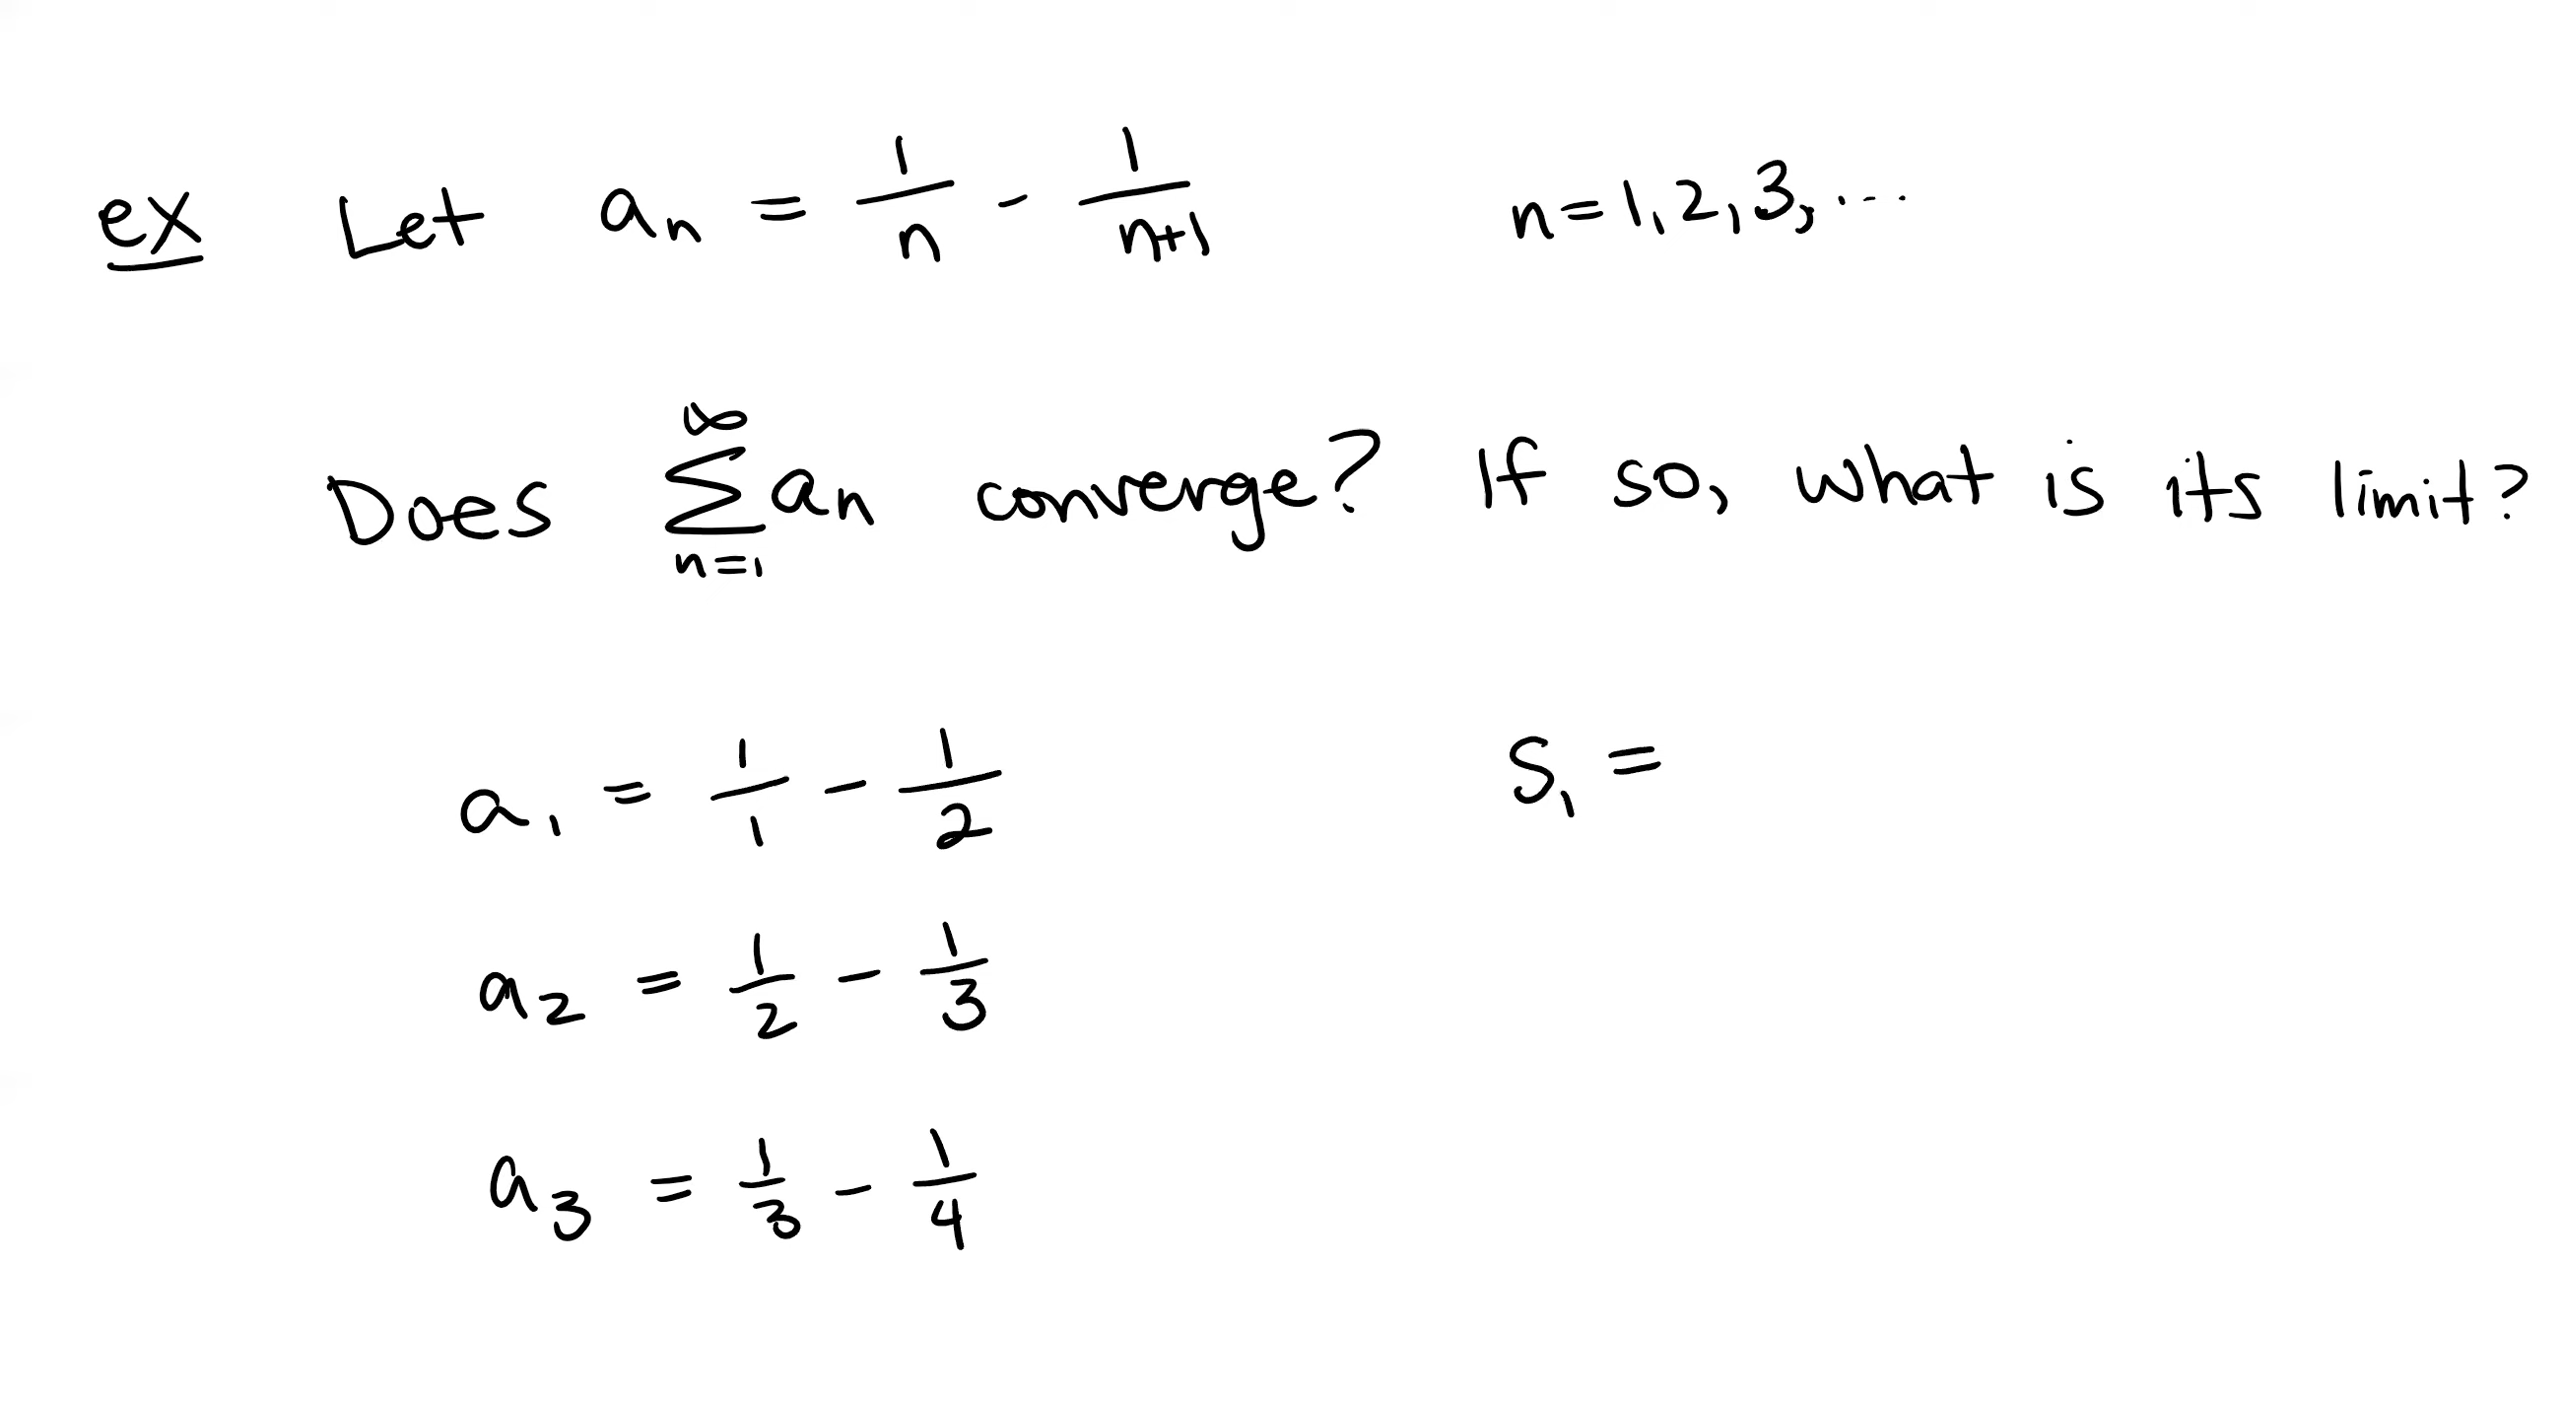 ex Let aₙ = 1/n - 1/(n+1) n=1,2,3,...
Does ∑_{n=1}^{∞} aₙ converge? If so, what is its limit?
a₁ = 1/1 - 1/2 S₁ =
a₂ = 1/2 - 1/3
a₃ = 1/3 - 1/4